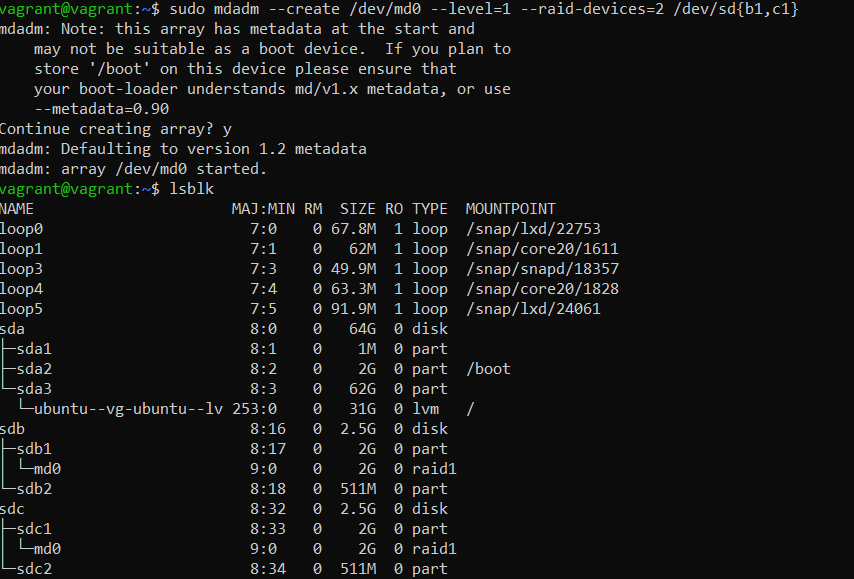 vagrant@vagrant:~$ sudo mdadm --create /dev/md0 --level=1 --raid-devices=2 /dev/sd{b1,c1}
mdadm: Note: this array has metadata at the start and
    may not be suitable as a boot device.  If you plan to
    store '/boot' on this device please ensure that
    your boot-loader understands md/v1.x metadata, or use
    --metadata=0.90
Continue creating array? y
mdadm: Defaulting to version 1.2 metadata
mdadm: array /dev/md0 started.
vagrant@vagrant:~$ lsblk
NAME                      MAJ:MIN RM  SIZE RO TYPE  MOUNTPOINT
loop0                       7:0    0 67.8M  1 loop  /snap/lxd/22753
loop1                       7:1    0   62M  1 loop  /snap/core20/1611
loop3                       7:3    0 49.9M  1 loop  /snap/snapd/18357
loop4                       7:4    0 63.3M  1 loop  /snap/core20/1828
loop5                       7:5    0 91.9M  1 loop  /snap/lxd/24061
sda                         8:0    0   64G  0 disk
├─sda1                      8:1    0    1M  0 part
├─sda2                      8:2    0    2G  0 part  /boot
└─sda3                      8:3    0   62G  0 part
  └─ubuntu--vg-ubuntu--lv 253:0    0   31G  0 lvm   /
sdb                         8:16   0  2.5G  0 disk
├─sdb1                      8:17   0    2G  0 part
│ └─md0                     9:0    0    2G  0 raid1
└─sdb2                      8:18   0  511M  0 part
sdc                         8:32   0  2.5G  0 disk
├─sdc1                      8:33   0    2G  0 part
│ └─md0                     9:0    0    2G  0 raid1
└─sdc2                      8:34   0  511M  0 part